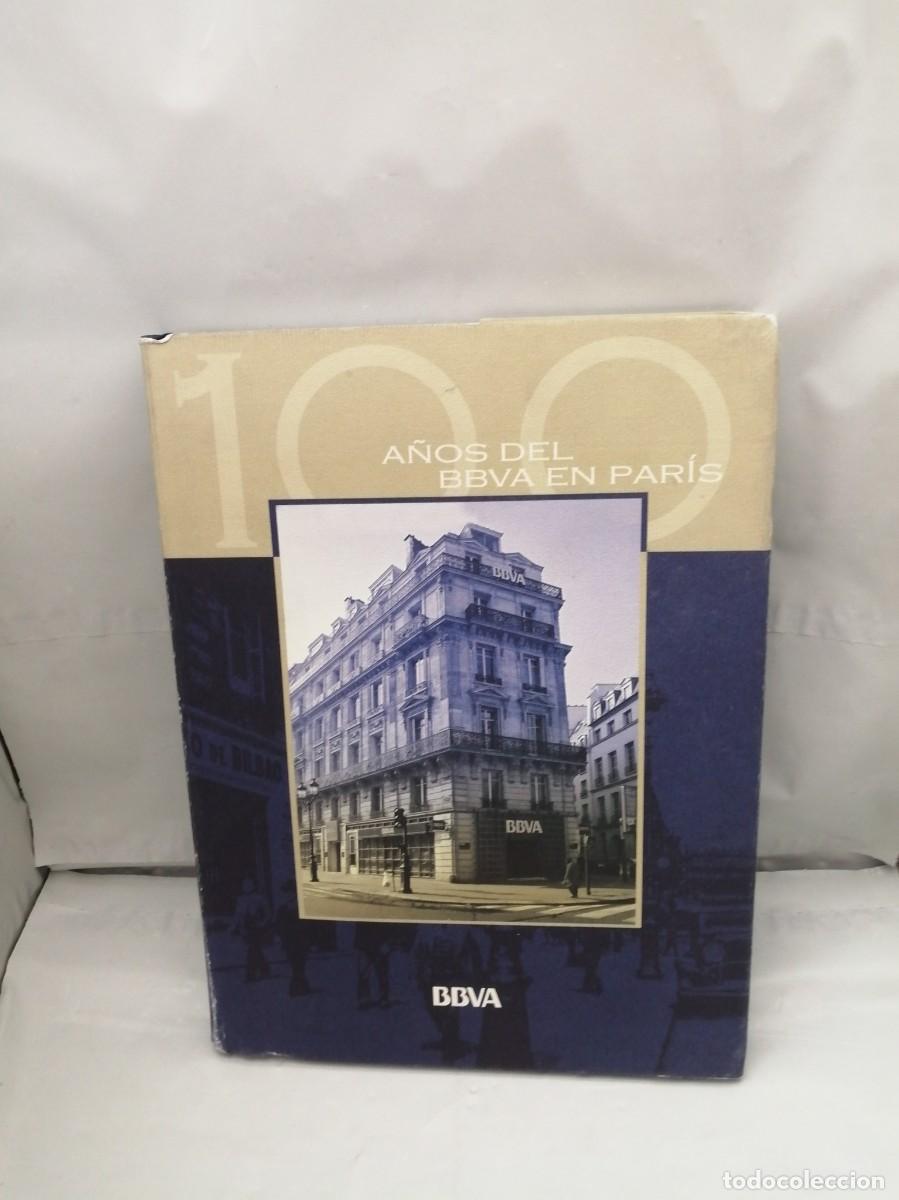 100
AÑOS DEL
BBVA EN PARÍS
BBVA
BBVA
O DE BILBAO
BBVA
todocoleccion